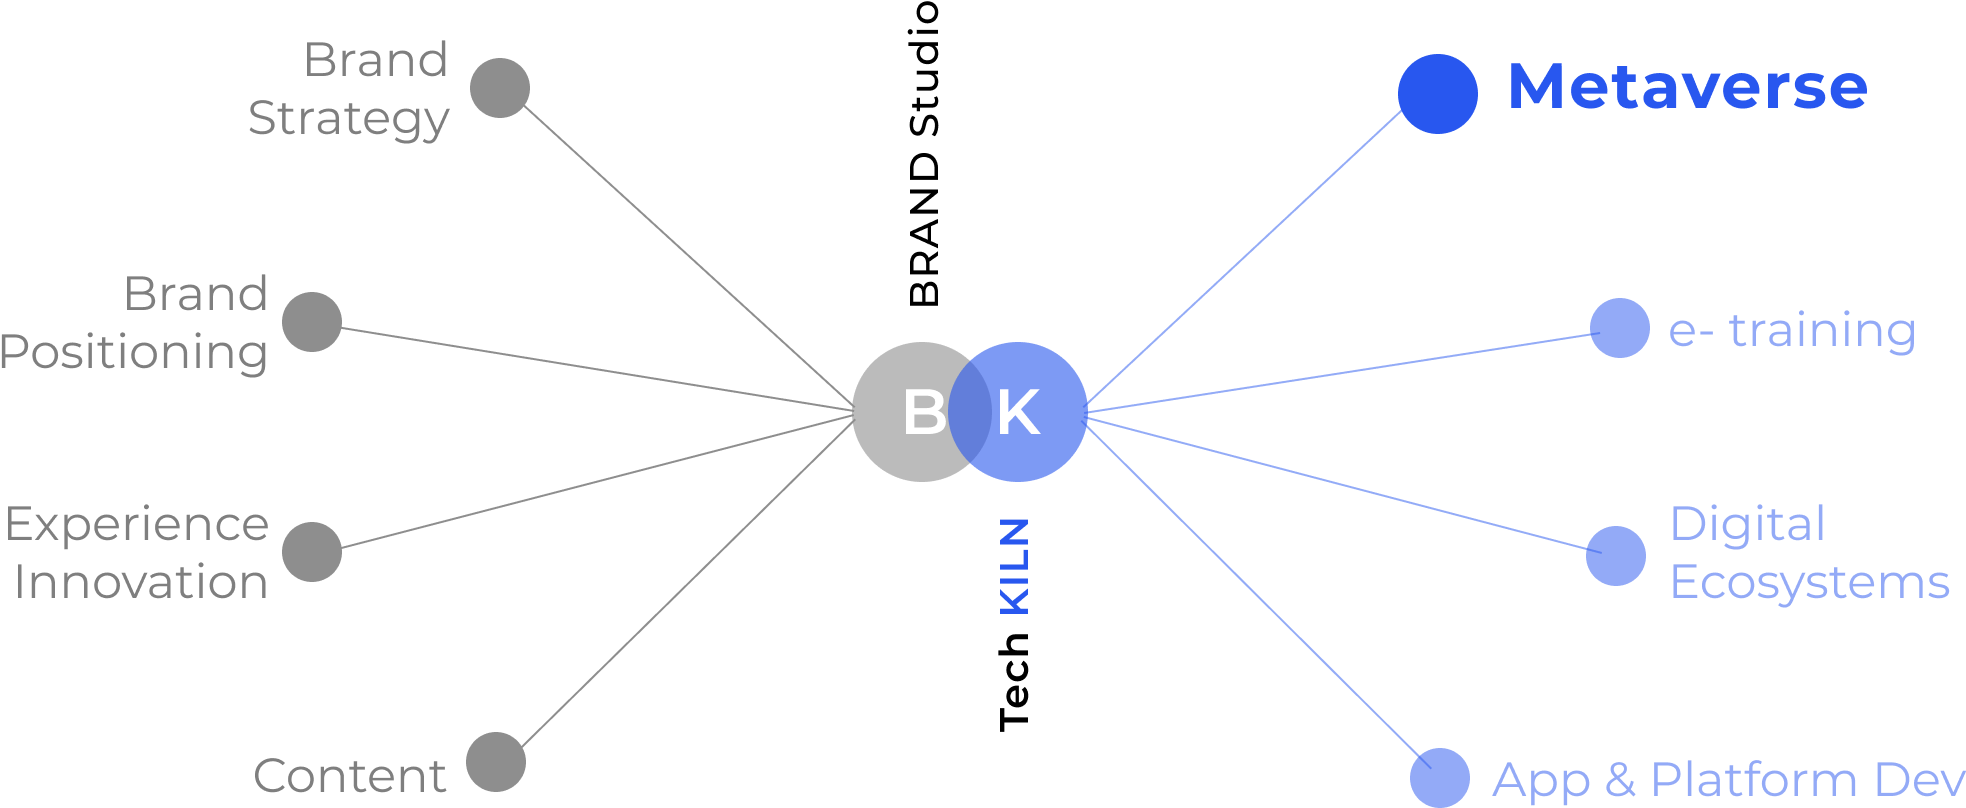 Brand
Strategy
Brand
Positioning
Experience
Innovation
Content
BRAND Studio
B K
Tech KILN
Metaverse
e- training
Digital
Ecosystems
App & Platform Dev